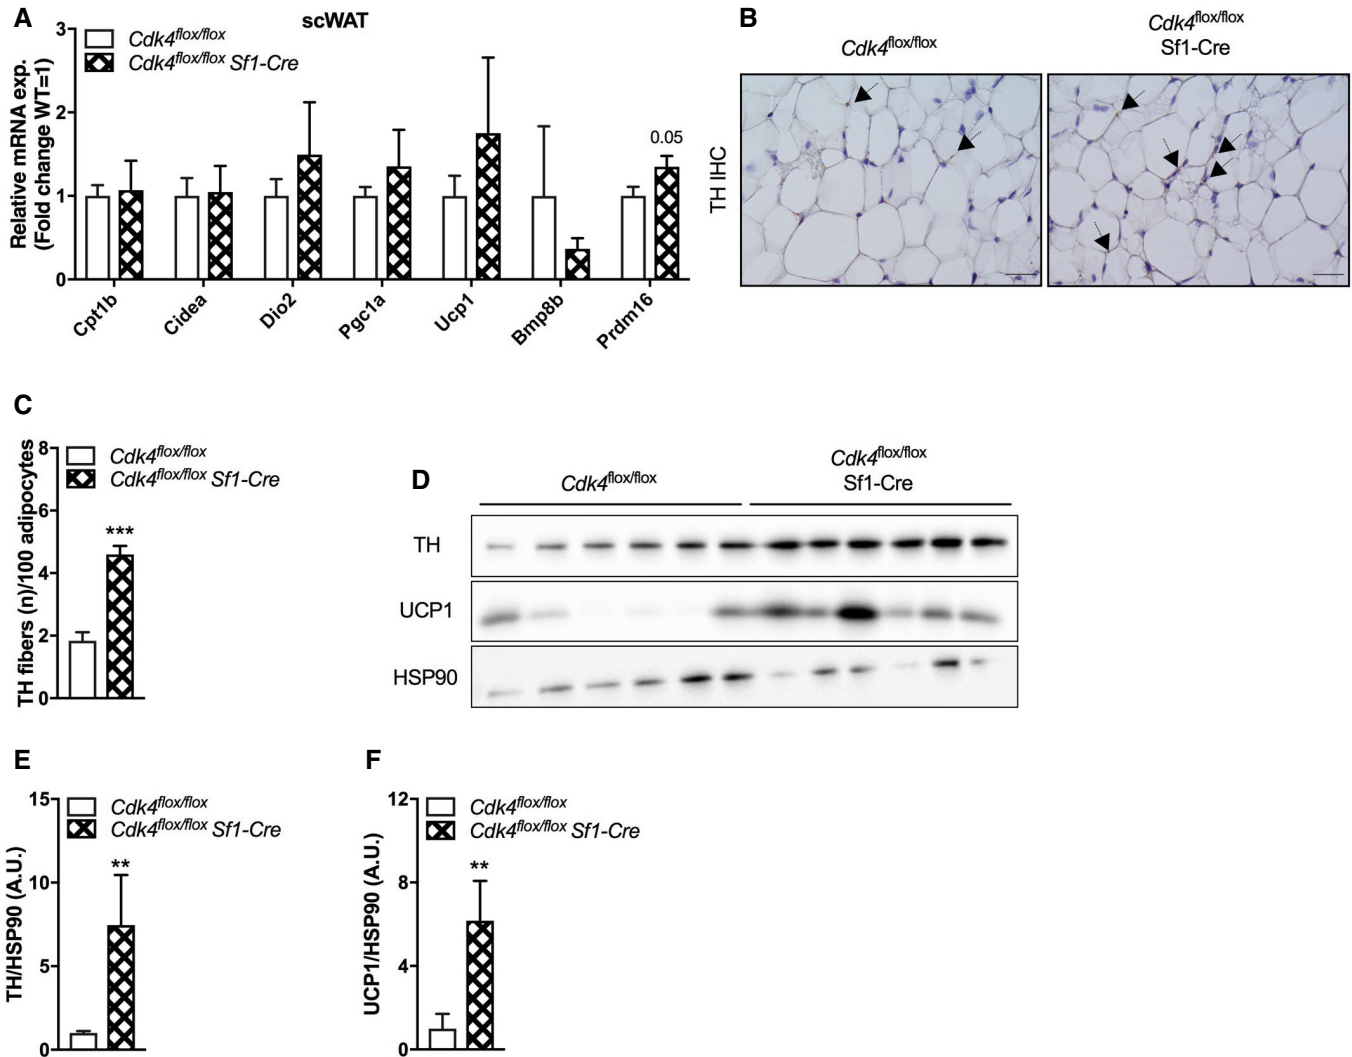 A
scWAT
Relative mRNA exp.
(Fold change WT=1)
3
2
1
0
Cdk4flox/flox
Cdk4flox/flox Sf1-Cre
0.05
Cpt1b
Cidea
Dio2
Pgc1a
Ucp1
Bmp8b
Prdm16
B
Cdk4flox/flox
Cdk4flox/flox
Sf1-Cre
TH IHC
C
TH fibers (n)/100 adipocytes
8
6
4
2
0
Cdk4flox/flox
Cdk4flox/flox Sf1-Cre
***
D
Cdk4flox/flox
Cdk4flox/flox
Sf1-Cre
TH
UCP1
HSP90
E
TH/HSP90 (A.U.)
15
10
5
0
Cdk4flox/flox
Cdk4flox/flox Sf1-Cre
**
F
UCP1/HSP90 (A.U.)
12
8
4
0
Cdk4flox/flox
Cdk4flox/flox Sf1-Cre
**